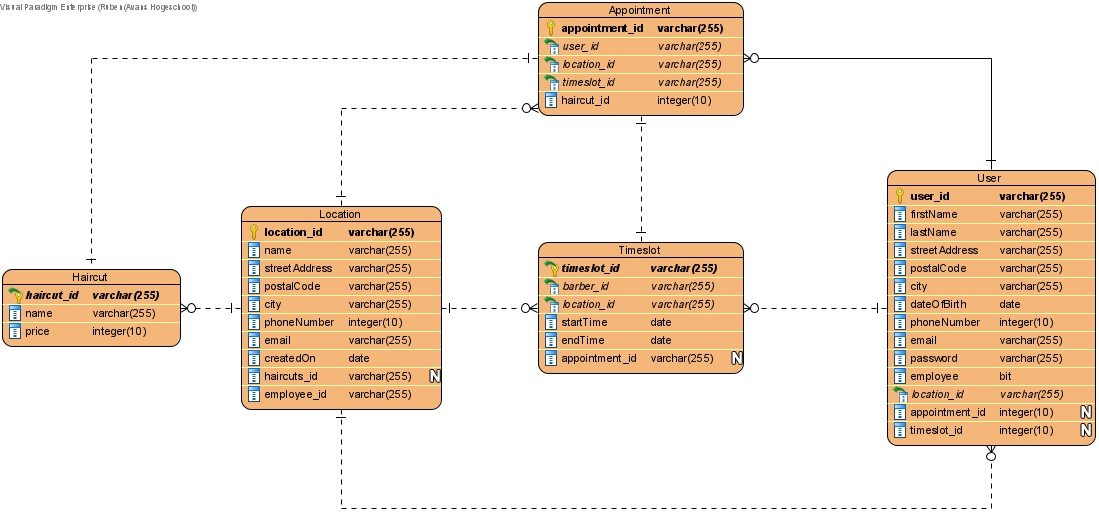 Visual Paradigm Enterprise (Ruben(Avans Hogeschool))
Appointment
appointment_id varchar(255)
user_id varchar(255)
location_id varchar(255)
timeslot_id varchar(255)
haircut_id integer(10)
User
user_id varchar(255)
firstName varchar(255)
lastName varchar(255)
streetAddress varchar(255)
postalCode varchar(255)
city varchar(255)
dateOfBirth date
phoneNumber integer(10)
email varchar(255)
password varchar(255)
employee bit
location_id varchar(255)
appointment_id integer(10) N
timeslot_id integer(10) N
Location
location_id varchar(255)
name varchar(255)
streetAddress varchar(255)
postalCode varchar(255)
city varchar(255)
phoneNumber integer(10)
email varchar(255)
createdOn date
haircuts_id varchar(255) N
employee_id varchar(255)
Timeslot
timeslot_id varchar(255)
barber_id varchar(255)
location_id varchar(255)
startTime date
endTime date
appointment_id varchar(255) N
Haircut
haircut_id varchar(255)
name varchar(255)
price integer(10)